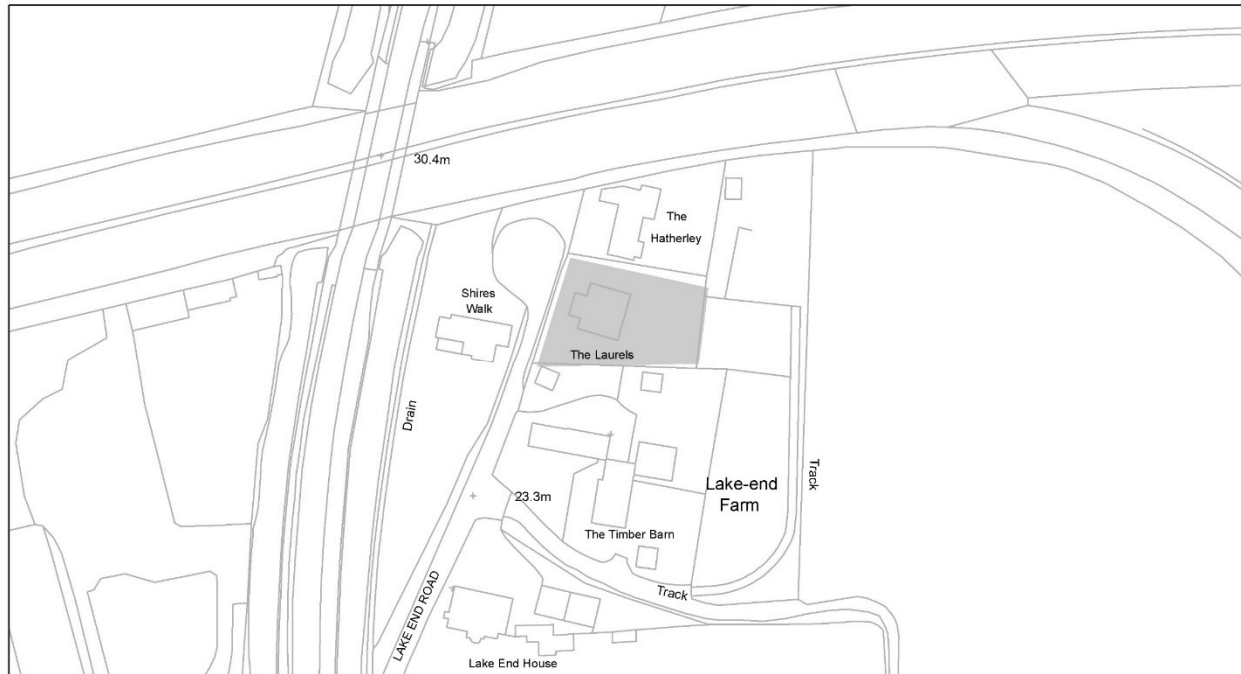 30.4m
The
Hatherley
Shires
Walk
The Laurels
Drain
Lake-end
Farm
Track
23.3m
The Timber Barn
Track
LAKE END ROAD
Lake End House